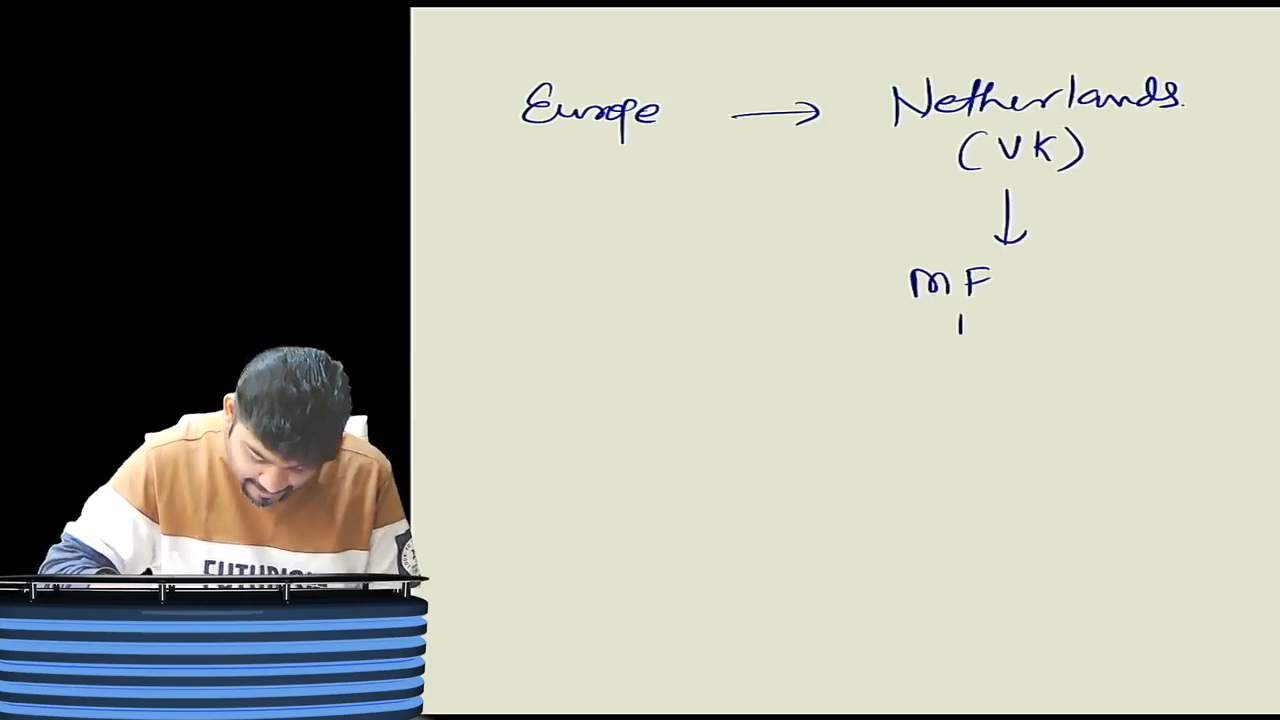 Europe → Netherlands.
(VK)
↓
MF